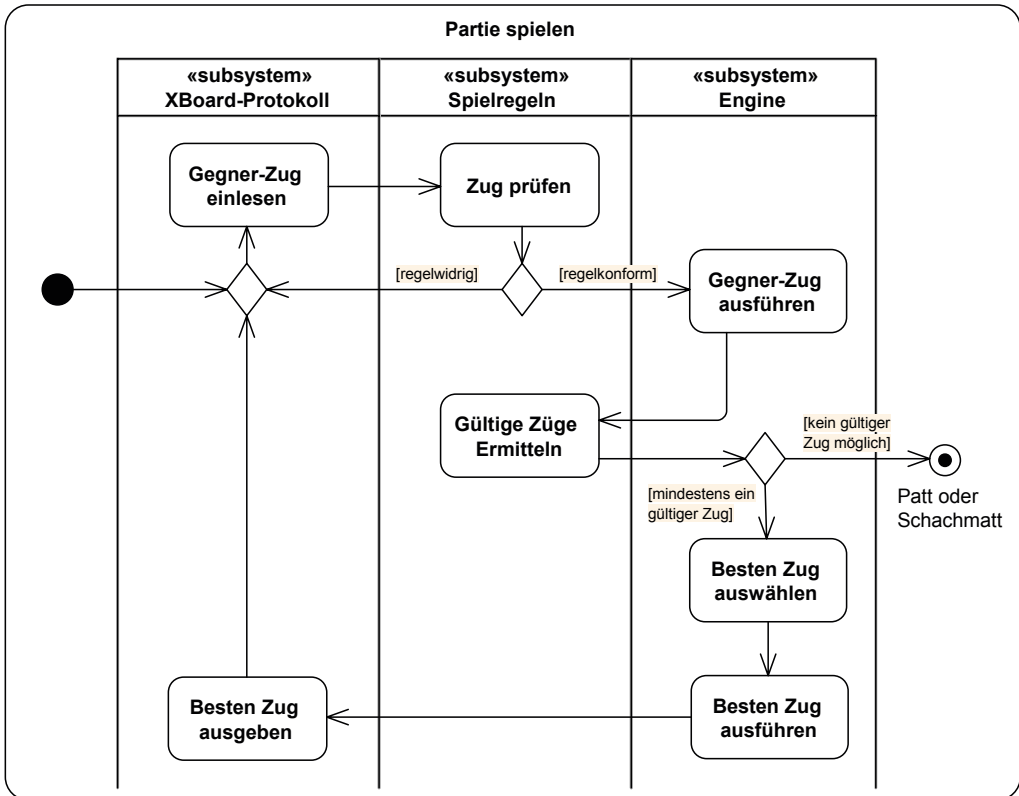 Partie spielen
«subsystem»
XBoard-Protokoll
«subsystem»
Spielregeln
«subsystem»
Engine
Gegner-Zug
einlesen
Zug prüfen
[regelwidrig]
[regelkonform]
Gegner-Zug
ausführen
Gültige Züge
Ermitteln
[kein gültiger
Zug möglich]
[mindestens ein
gültiger Zug]
Patt oder
Schachmatt
Besten Zug
auswählen
Besten Zug
ausgeben
Besten Zug
ausführen